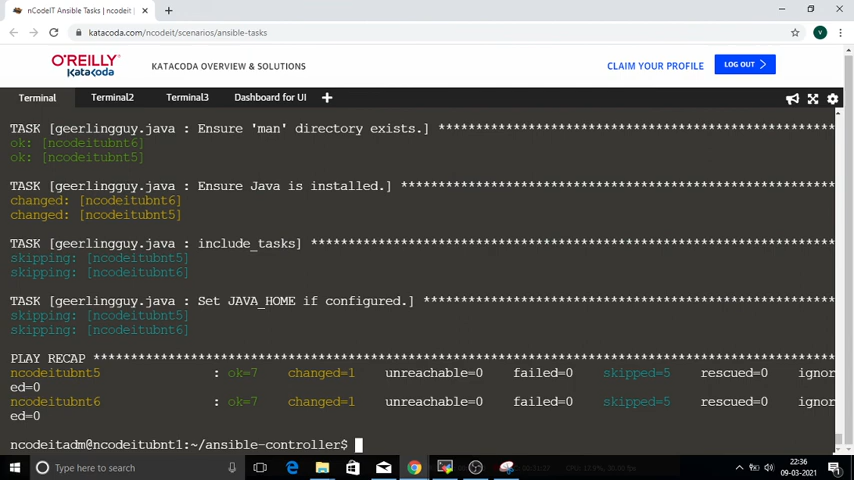 nCodeIT Ansible Tasks | ncodeit
katacoda.com/ncodeit/scenarios/ansible-tasks
V
O'REILLY
Katacoda
KATACODA OVERVIEW & SOLUTIONS
CLAIM YOUR PROFILE
LOG OUT
Terminal Terminal2 Terminal3 Dashboard for UI
TASK [geerlingguy.java : Ensure 'man' directory exists.] *****************************************************
ok: [ncodeitubnt6]
ok: [ncodeitubnt5]
TASK [geerlingguy.java : Ensure Java is installed.] **********************************************************
changed: [ncodeitubnt6]
changed: [ncodeitubnt5]
TASK [geerlingguy.java : include_tasks] **********************************************************************
skipping: [ncodeitubnt5]
skipping: [ncodeitubnt6]
TASK [geerlingguy.java : Set JAVA_HOME if configured.] *******************************************************
skipping: [ncodeitubnt5]
skipping: [ncodeitubnt6]
PLAY RECAP ***************************************************************************************************
ncodeitubnt5 : ok=7 changed=1 unreachable=0 failed=0 skipped=5 rescued=0 ignor
ed=0
ncodeitubnt6 : ok=7 changed=1 unreachable=0 failed=0 skipped=5 rescued=0 ignor
ed=0
ncodeitadm@ncodeitubnt1:~/ansible-controller$
Type here to search
22:36
09-03-2021